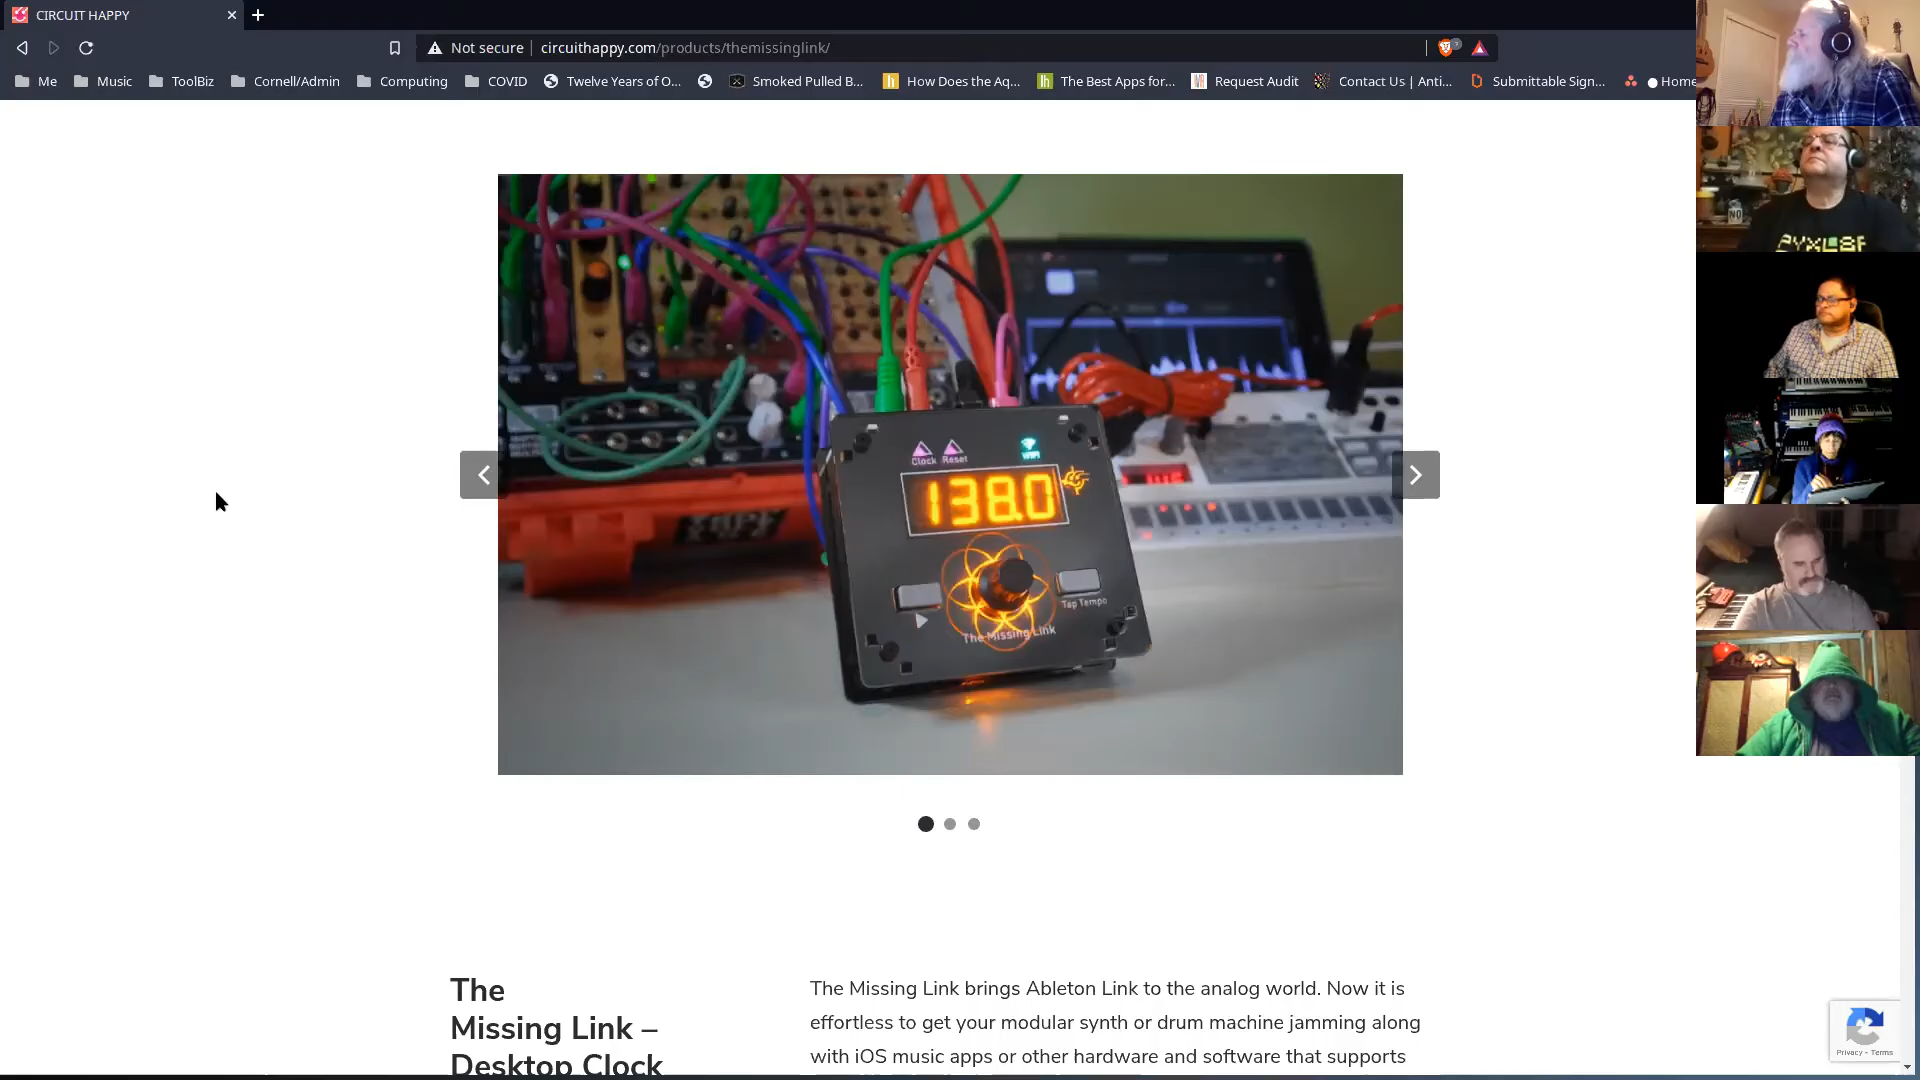 CIRCUIT HAPPY
Not secure circuithappy.com/products/themissinglink/
Me Music ToolBiz Cornell/Admin Computing COVID Twelve Years of O... Smoked Pulled B... How Does the Aq... The Best Apps for... Request Audit Contact Us | Anti... Submittable Sign... Home
NO
Clock Reset WiFi
138.0
Tap Tempo
The Missing Link
The
Missing Link –
Desktop Clock
The Missing Link brings Ableton Link to the analog world. Now it is
effortless to get your modular synth or drum machine jamming along
with iOS music apps or other hardware and software that supports
Privacy - Terms